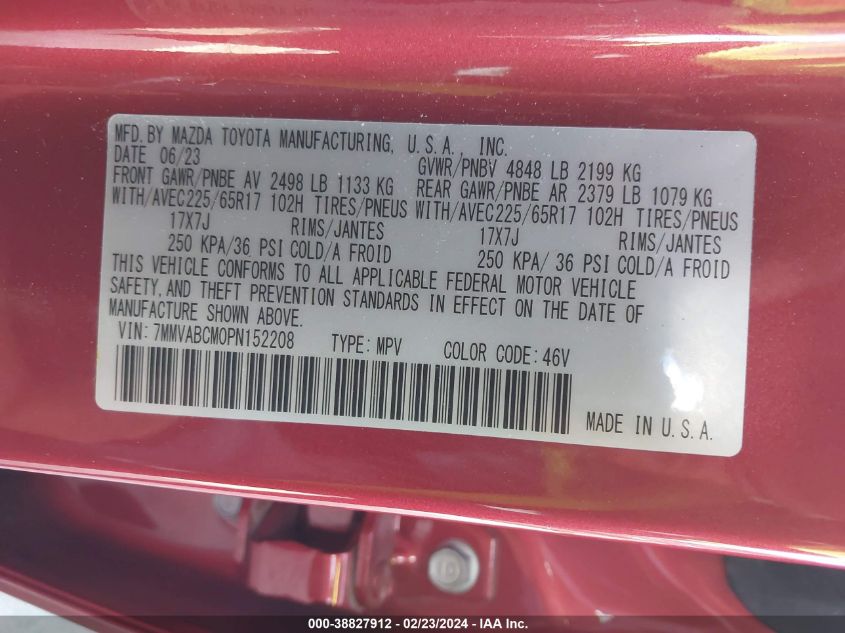 MFD. BY MAZDA TOYOTA MANUFACTURING, U.S.A., INC.
DATE 06/23 GVWR/PNBV 4848 LB 2199 KG
FRONT GAWR/PNBE AV 2498 LB 1133 KG REAR GAWR/PNBE AR 2379 LB 1079 KG
WITH/AVEC225/65R17 102H TIRES/PNEUS WITH/AVEC225/65R17 102H TIRES/PNEUS
17X7J RIMS/JANTES 17X7J RIMS/JANTES
250 KPA/36 PSI COLD/A FROID 250 KPA/ 36 PSI COLD/A FROID
THIS VEHICLE CONFORMS TO ALL APPLICABLE FEDERAL MOTOR VEHICLE
SAFETY, AND THEFT PREVENTION STANDARDS IN EFFECT ON THE DATE OF
MANUFACTURE SHOWN ABOVE.
VIN: 7MMVABCM0PN152208 TYPE: MPV COLOR CODE: 46V
MADE IN U.S.A.
000-38827912 - 02/23/2024 - IAA Inc.